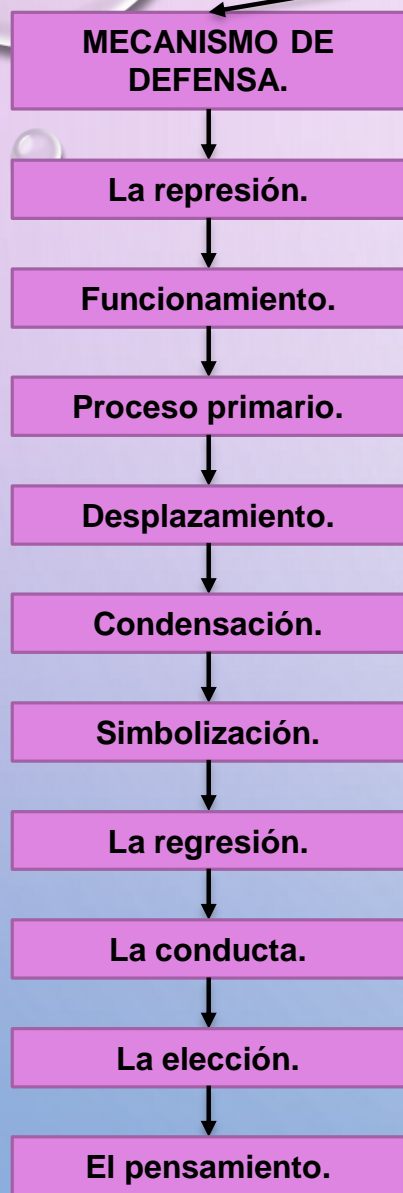 MECANISMO DE
DEFENSA.
La represión.
Funcionamiento.
Proceso primario.
Desplazamiento.
Condensación.
Simbolización.
La regresión.
La conducta.
La elección.
El pensamiento.